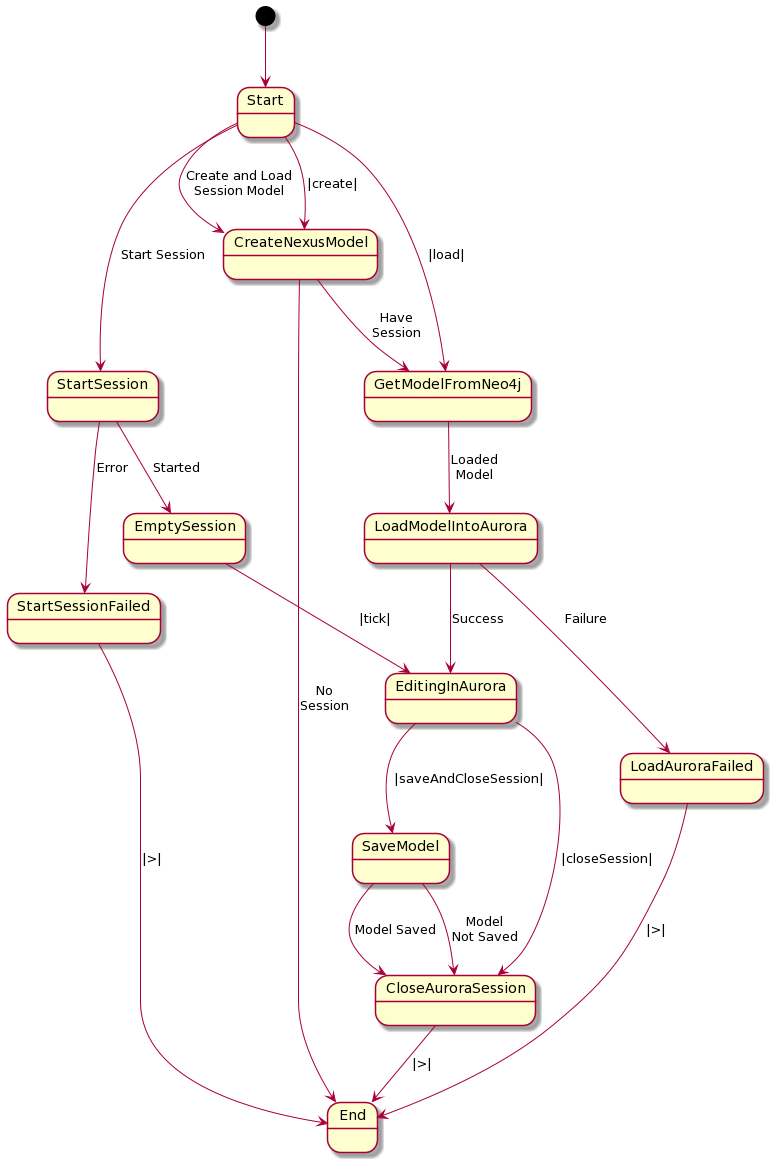 Start
Create and Load
Session Model
|create|
CreateNexusModel
Start Session
|load|
Have
Session
StartSession
GetModelFromNeo4j
Error
Started
Loaded
Model
EmptySession
LoadModelIntoAurora
StartSessionFailed
|tick|
Success
Failure
EditingInAurora
No
Session
LoadAuroraFailed
|saveAndCloseSession|
SaveModel
|>|
|closeSession|
Model Saved
Model
Not Saved
|>|
CloseAuroraSession
|>|
End